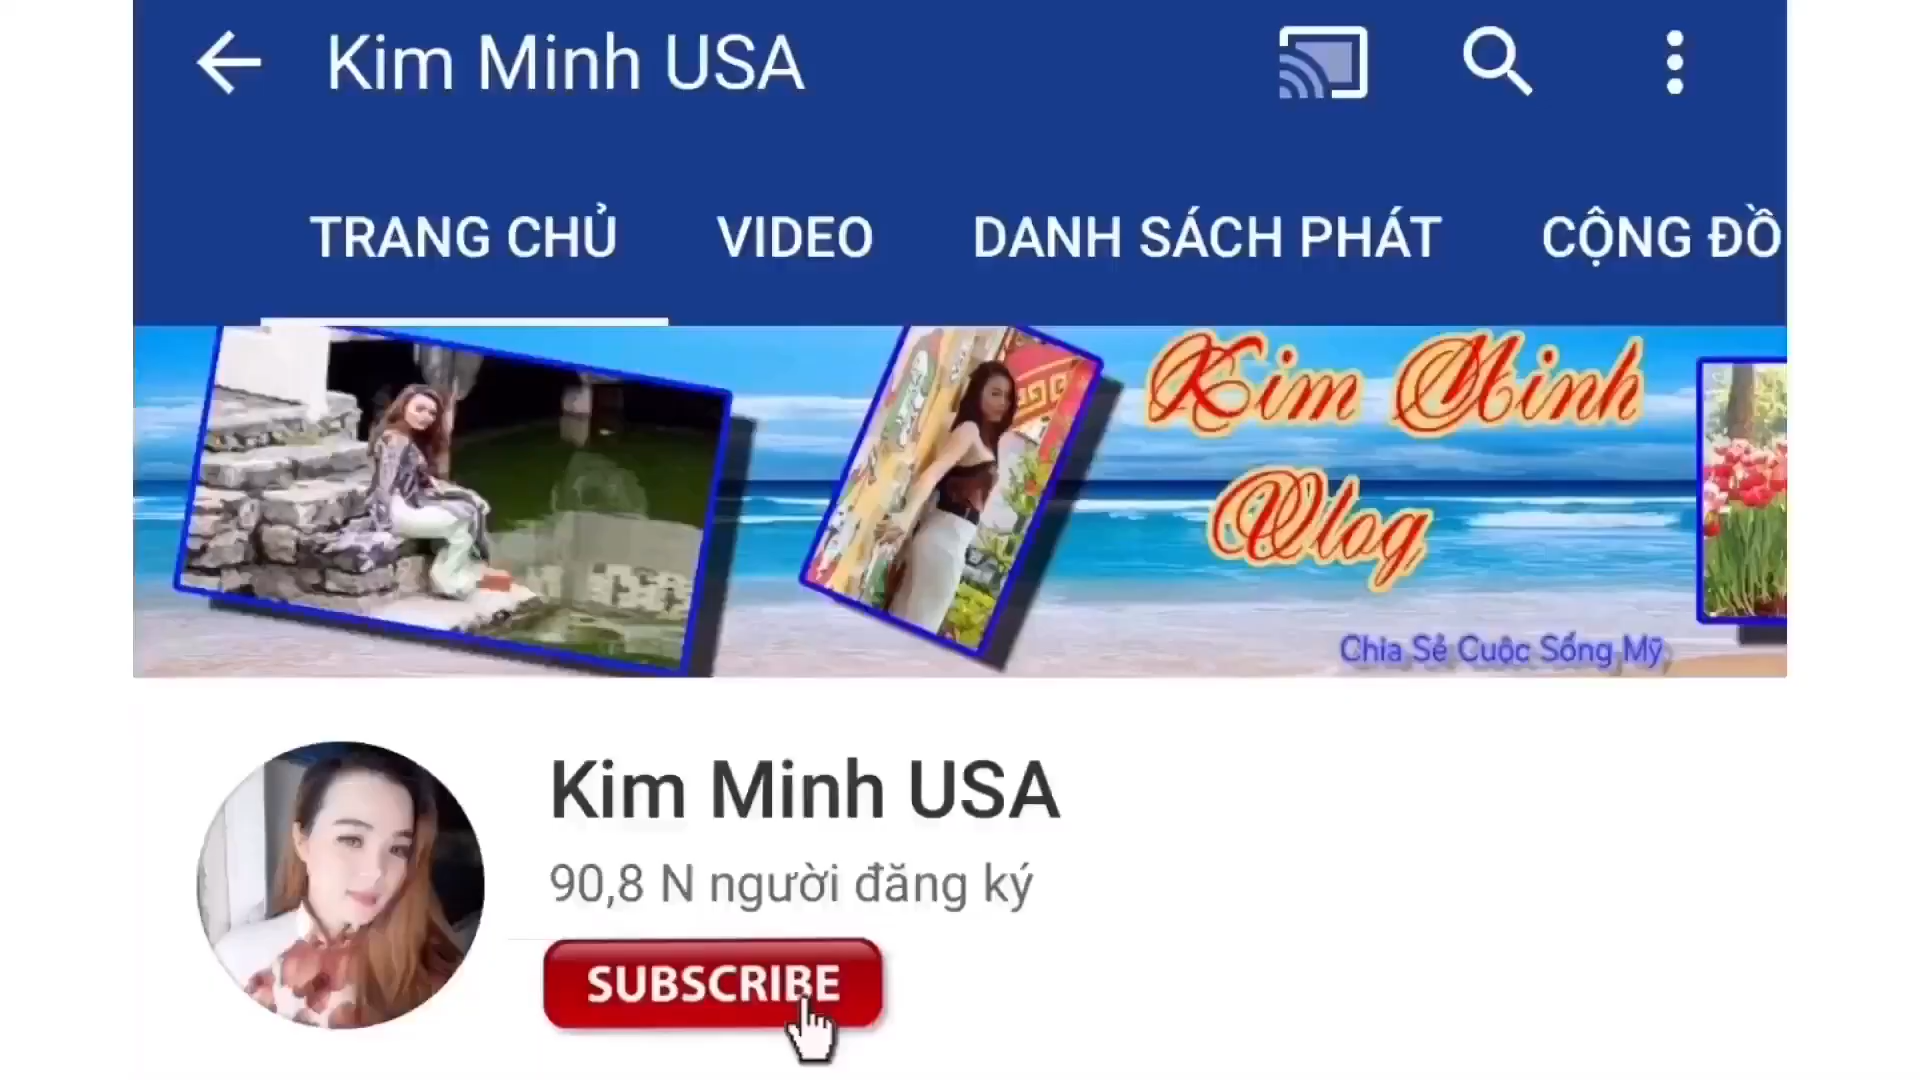 Kim Minh USA
TRANG CHỦ VIDEO DANH SÁCH PHÁT CỘNG ĐỒ
Kim Minh
Vlog
Chia Sẻ Cuộc Sống Mỹ
Kim Minh USA
90,8 N người đăng ký
SUBSCRIBE